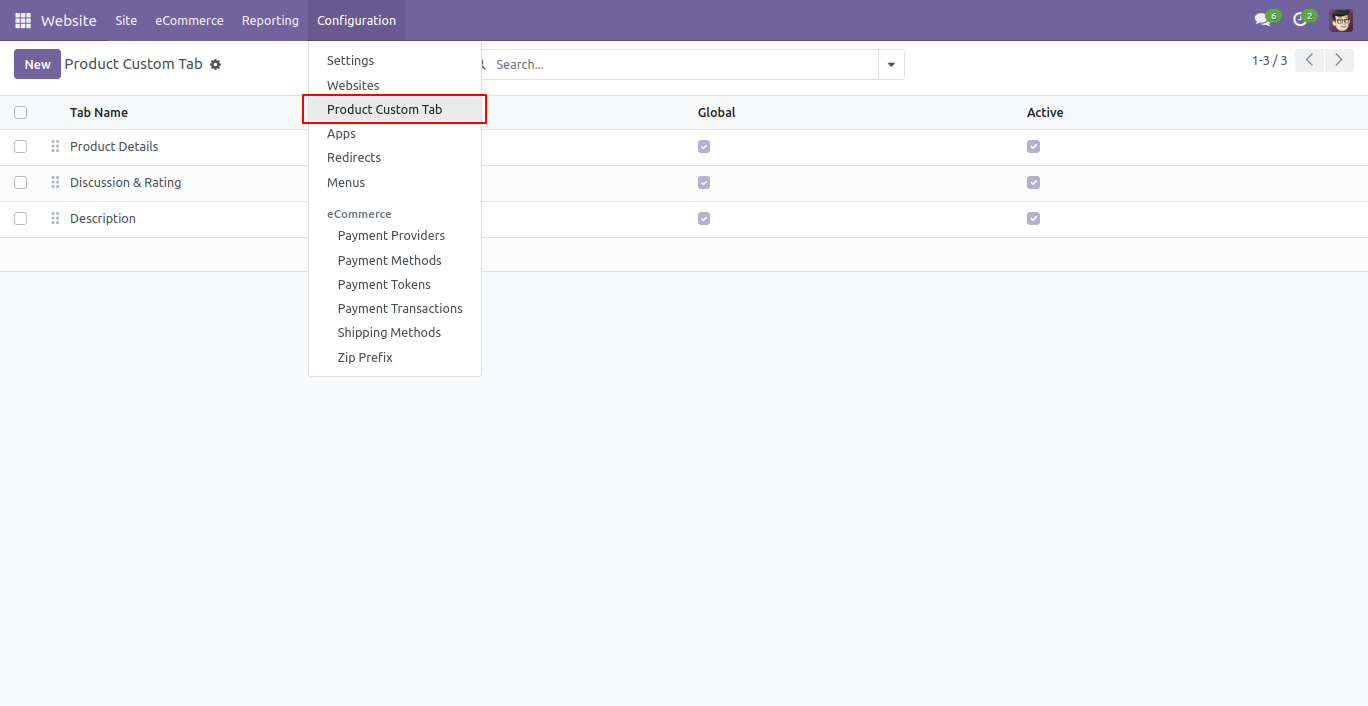 Website Site eCommerce Reporting Configuration 6 2
New Product Custom Tab Search... 1-3 / 3
Settings
Websites
Product Custom Tab
Apps
Redirects
Menus
eCommerce
Payment Providers
Payment Methods
Payment Tokens
Payment Transactions
Shipping Methods
Zip Prefix
Tab Name Global Active
Product Details
Discussion & Rating
Description